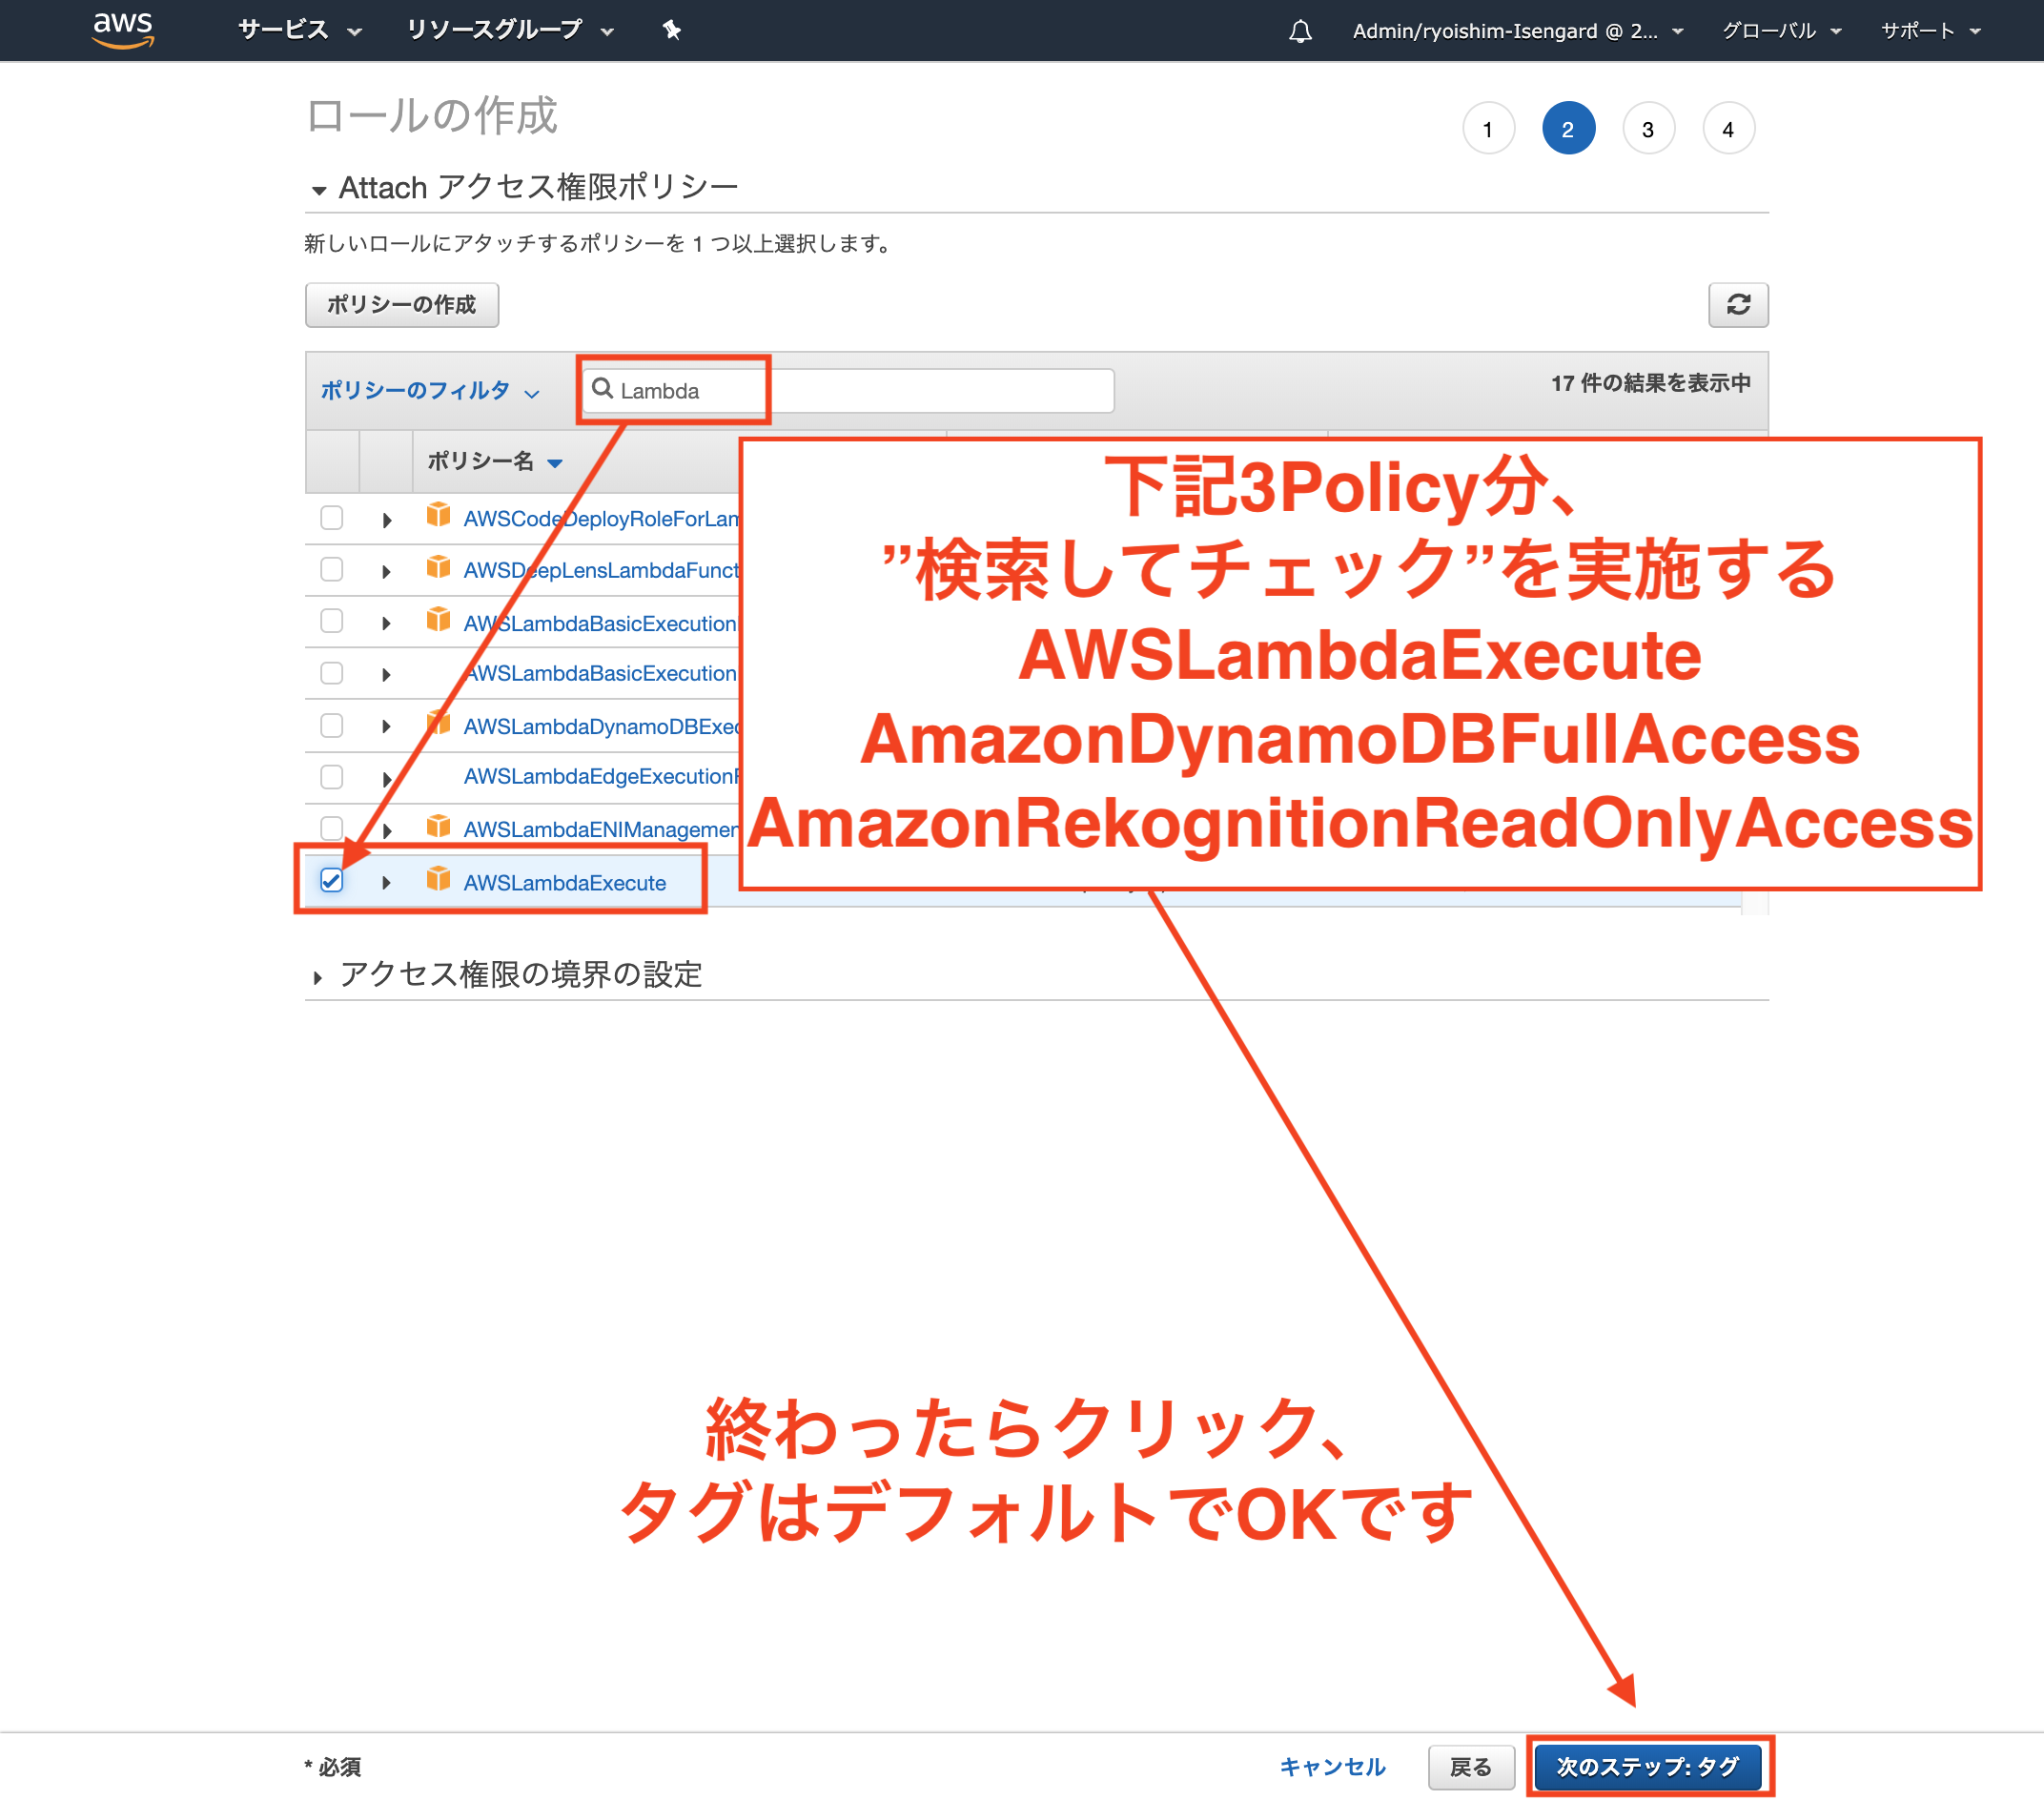 aws サービス リソースグループ Admin/ryoishim-Isengard @ 2... グローバル サポート
ロールの作成
1 2 3 4
Attach アクセス権限ポリシー
新しいロールにアタッチするポリシーを 1 つ以上選択します。
ポリシーの作成
ポリシーのフィルタ Lambda 17 件の結果を表示中
ポリシー名
AWSCodeDeployRoleForLam
AWSDeepLensLambdaFunct
AWSLambdaBasicExecution
AWSLambdaBasicExecution
AWSLambdaDynamoDBExec
AWSLambdaEdgeExecution
AWSLambdaENIManagemen
AWSLambdaExecute
下記3Policy分、
”検索してチェック”を実施する
AWSLambdaExecute
AmazonDynamoDBFullAccess
AmazonRekognitionReadOnlyAccess
アクセス権限の境界の設定
終わったらクリック、
タグはデフォルトでOKです
* 必須 キャンセル 戻る 次のステップ: タグ